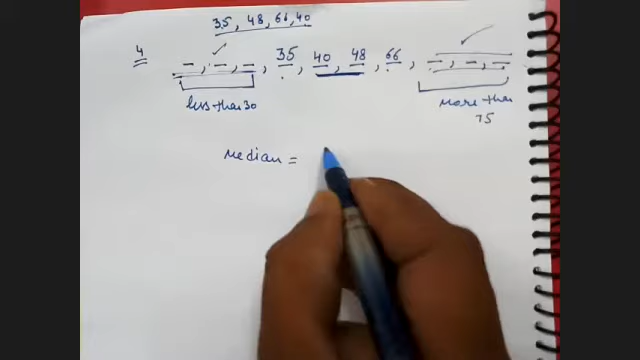 35, 48, 66, 40
4 _, _, _, 35, 40, 48, 66, _, _, _
less than 30 more than 75
Median =